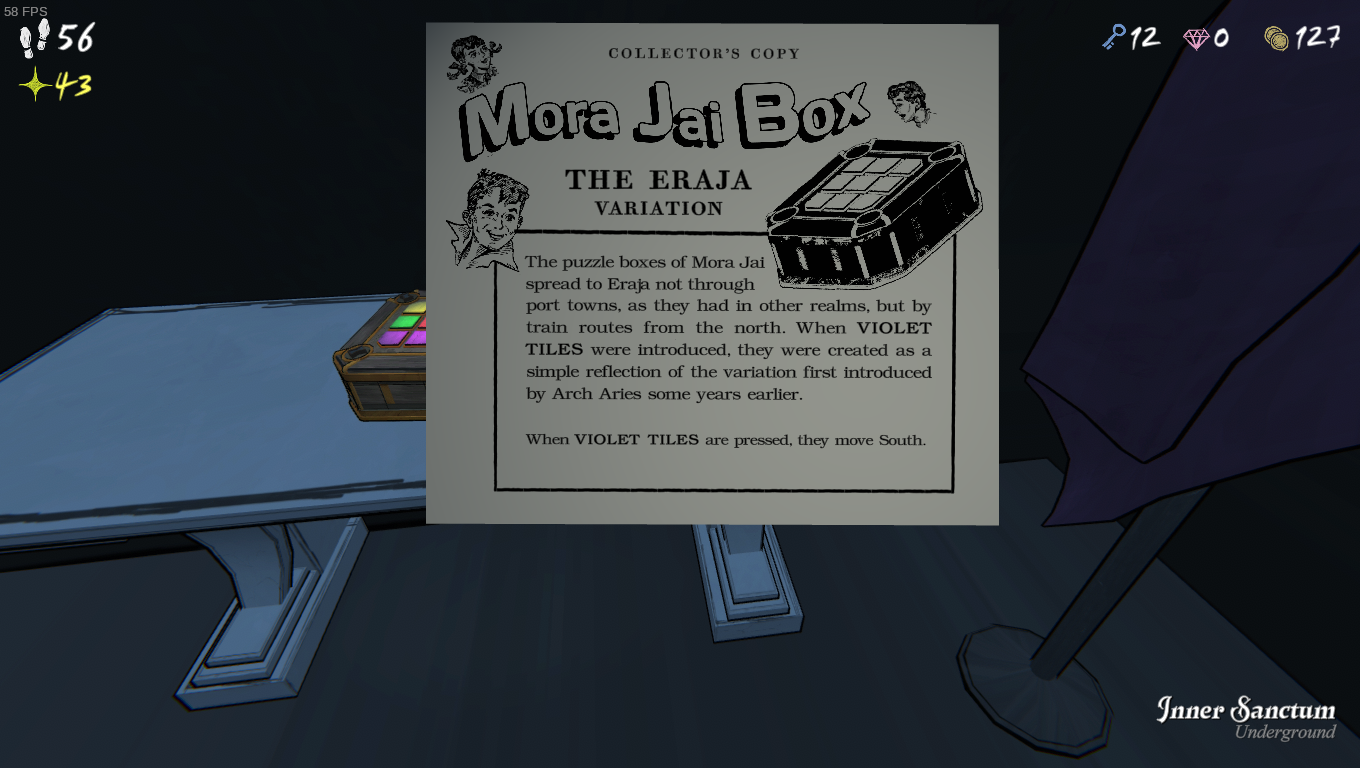 58 FPS
56
43
12
0
127
COLLECTOR'S COPY
Mora Jai Box
THE ERAJA
VARIATION
The puzzle boxes of Mora Jai
spread to Eraja not through
port towns, as they had in other realms, but by
train routes from the north. When VIOLET
TILES were introduced, they were created as a
simple reflection of the variation first introduced
by Arch Aries some years earlier.
When VIOLET TILES are pressed, they move South.
Inner Sanctum
Underground